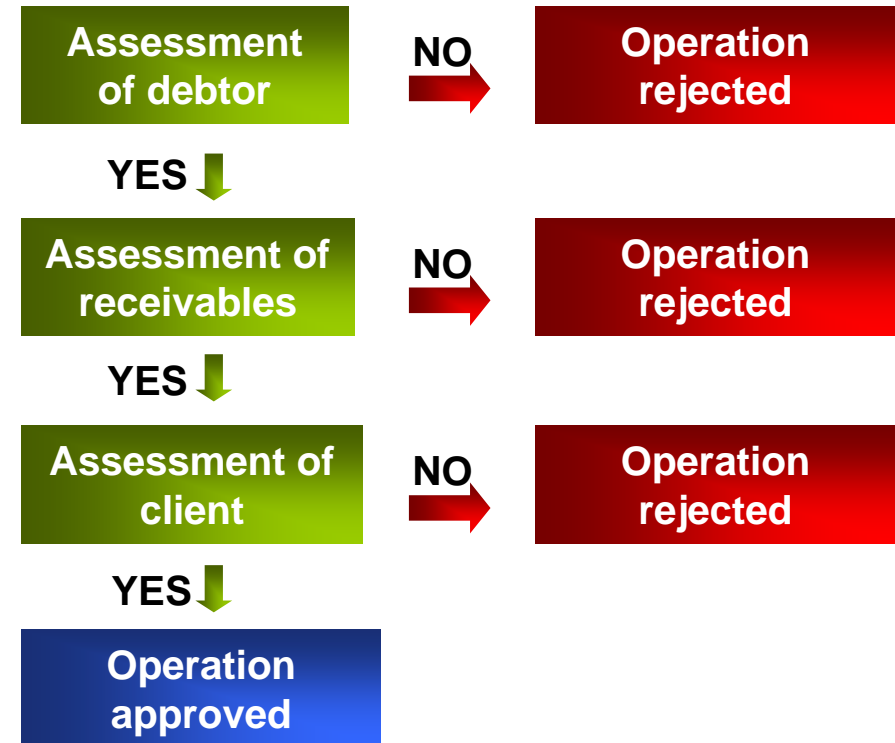 Assessment
of debtor
NO
Operation
rejected
YES
Assessment of
receivables
NO
Operation
rejected
YES
Assessment of
client
NO
Operation
rejected
YES
Operation
approved